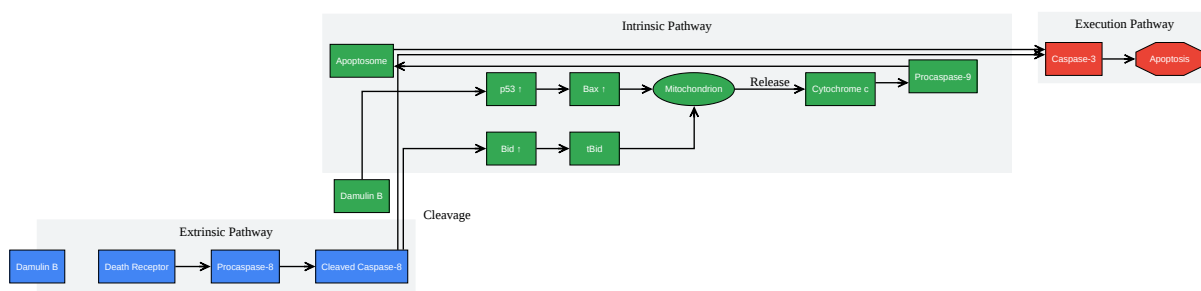 Intrinsic Pathway
Execution Pathway
Apoptosome
Caspase-3
Apoptosis
Procaspase-9
p53 ↑
Bax ↑
Mitochondrion
Release
Cytochrome c
Bid ↑
tBid
Damulin B
Cleavage
Extrinsic Pathway
Damulin B
Death Receptor
Procaspase-8
Cleaved Caspase-8